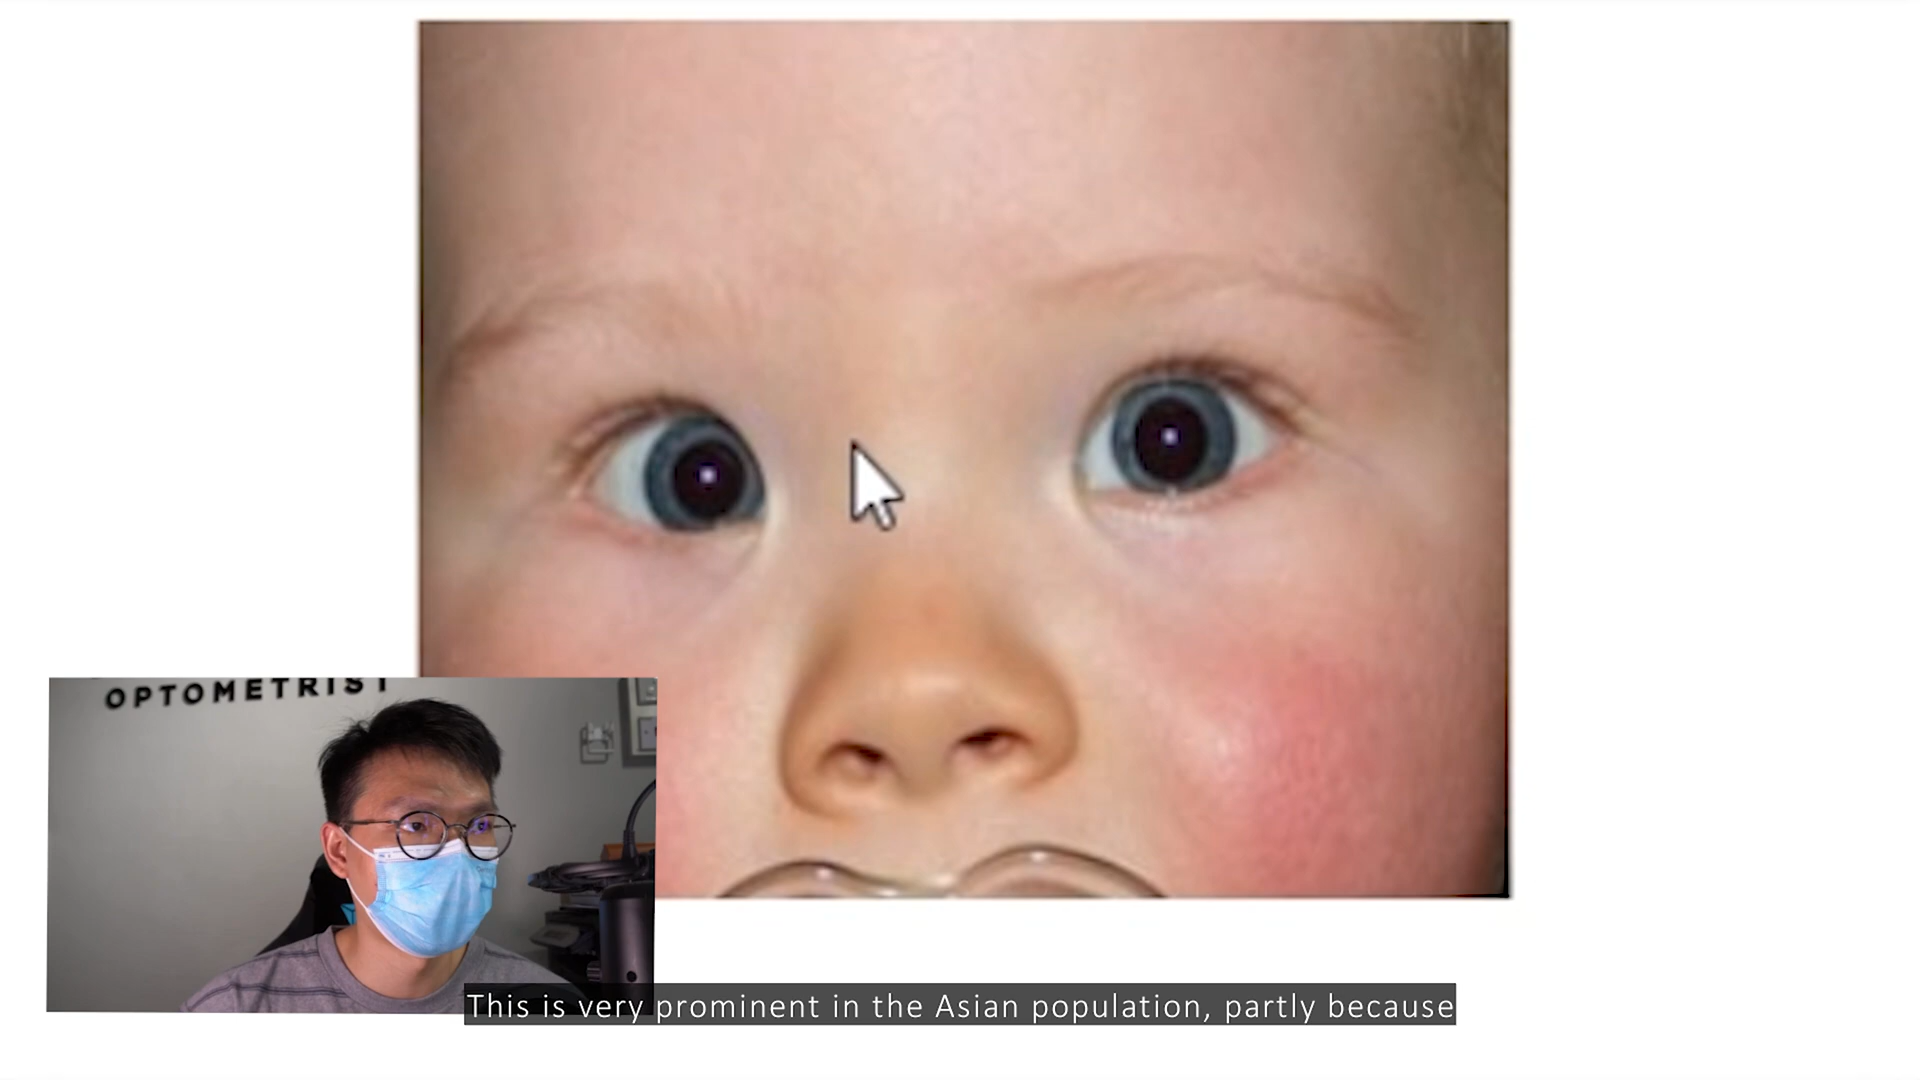 OPTOMETRIST
This is very prominent in the Asian population, partly because